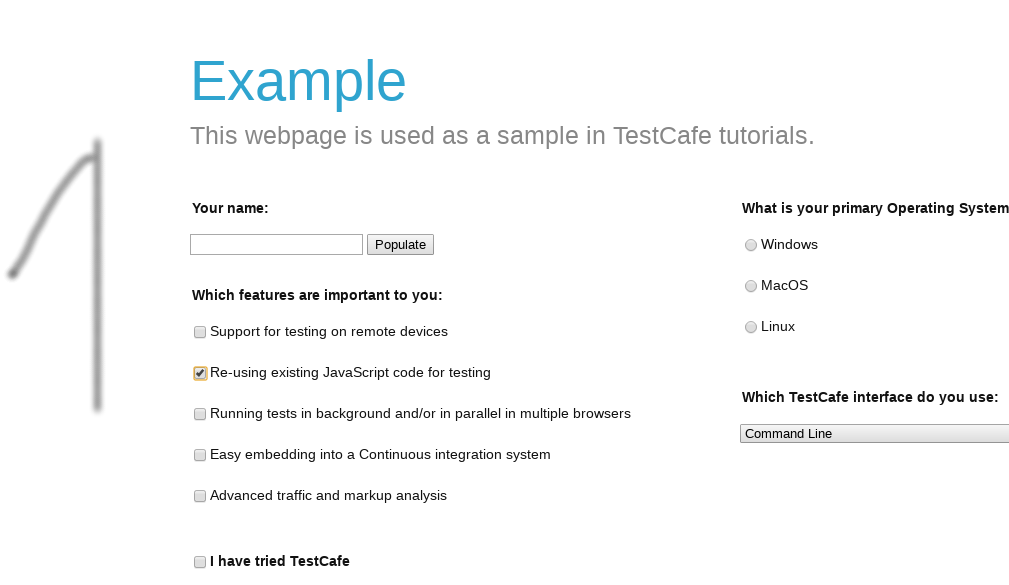 Example
This webpage is used as a sample in TestCafe tutorials.
1
Your name:
Populate
Which features are important to you:
Support for testing on remote devices
Re-using existing JavaScript code for testing
Running tests in background and/or in parallel in multiple browsers
Easy embedding into a Continuous integration system
Advanced traffic and markup analysis
I have tried TestCafe
What is your primary Operating System
Windows
MacOS
Linux
Which TestCafe interface do you use:
Command Line